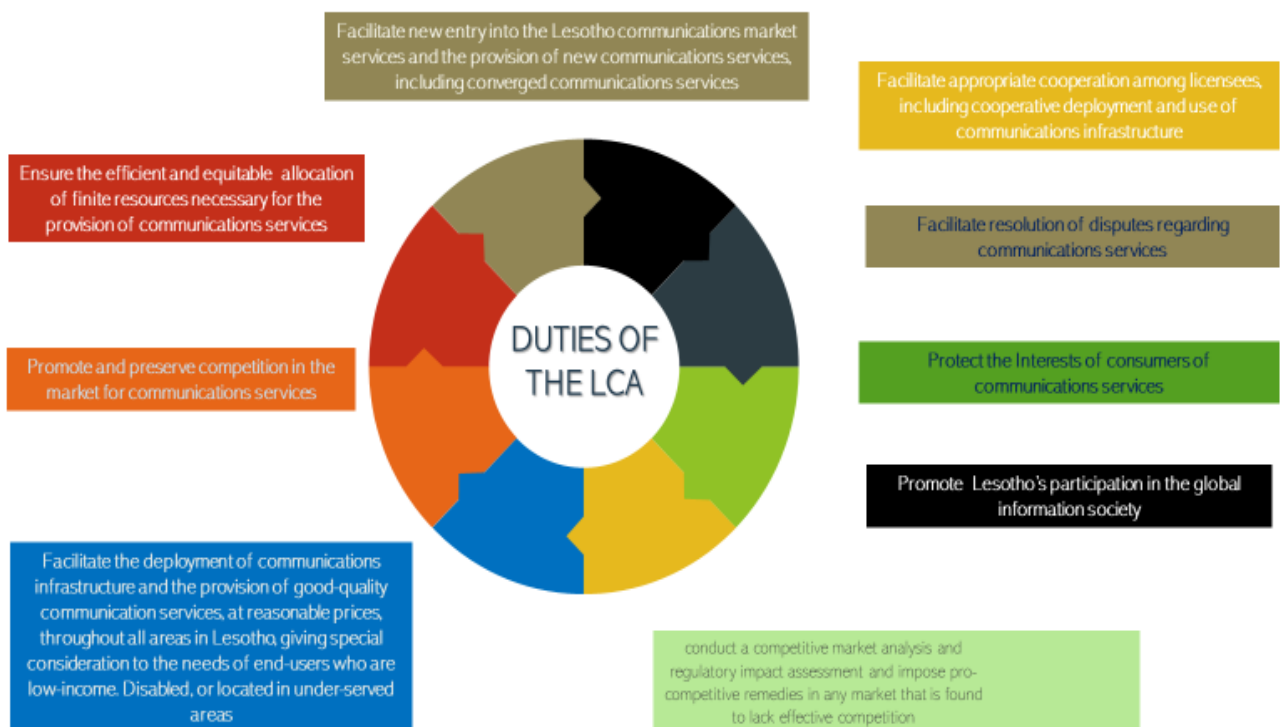 Facilitate new entry into the Lesotho communications market
services and the provision of new communications services,
including converged communications services
Facilitate appropriate cooperation among licensees,
including cooperative deployment and use of
communications infrastructure
Ensure the efficient and equitable allocation
of finite resources necessary for the
provision of communications services
Facilitate resolution of disputes regarding
communications services
DUTIES OF
THE LCA
Promote and preserve competition in the
market for communications services
Protect the Interests of consumers of
communications services
Promote Lesotho's participation in the global
information society
Facilitate the deployment of communications
infrastructure and the provision of good-quality
communication services, at reasonable prices,
throughout all areas in Lesotho, giving special
consideration to the needs of end-users who are
low-income. Disabled, or located in under-served
areas
conduct a competitive market analysis and
regulatory impact assessment and impose pro-
competitive remedies in any market that is found
to lack effective competition